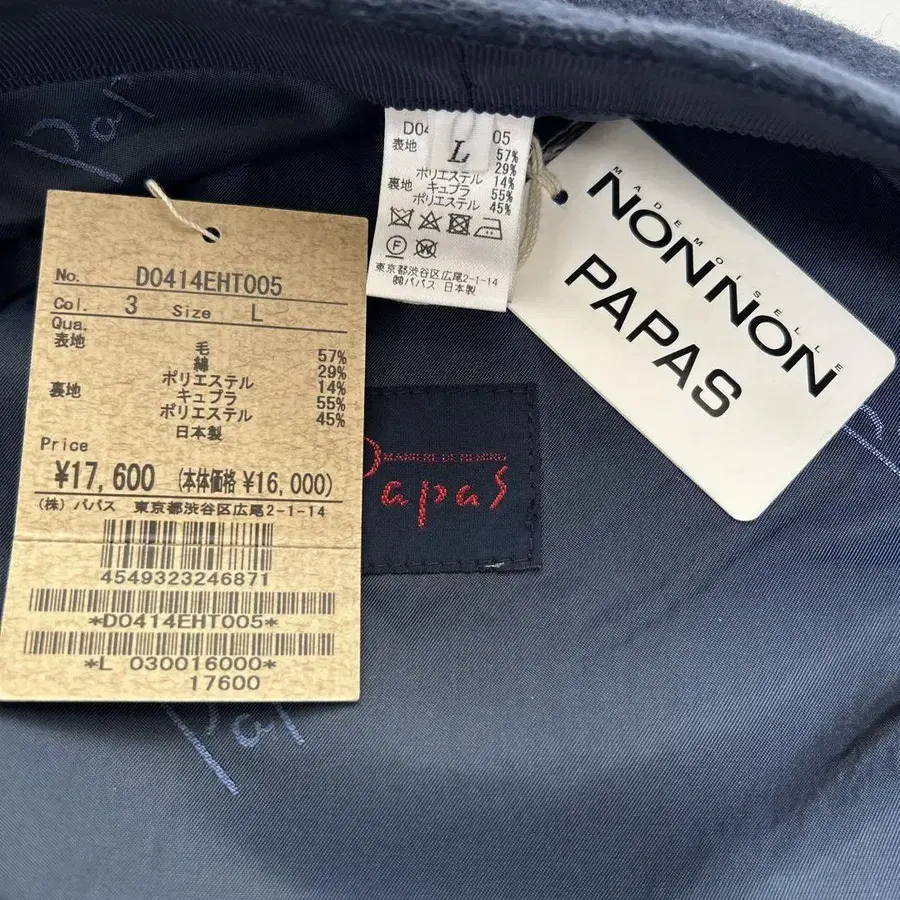 No. D0414EHT005
Col. 3 Size L
Qua.
表地 毛 57%
綿 29%
ポリエステル 14%
裏地 キュプラ 55%
ポリエステル 45%
日本製
Price
¥17,600 (本体価格 ¥16,000)
(株) パパス 東京都渋谷区広尾2-1-14
4549323246871
*D0414EHT005*
*L 030016000*
17600
L
05
表地 57%
29%
ポリエステル 14%
裏地 キュプラ 55%
ポリエステル 45%
F
W
東京都渋谷区広尾2-1-14
㈱パパス 日本製
MADEMOISELLE
NONNON
PAPAS
Papas